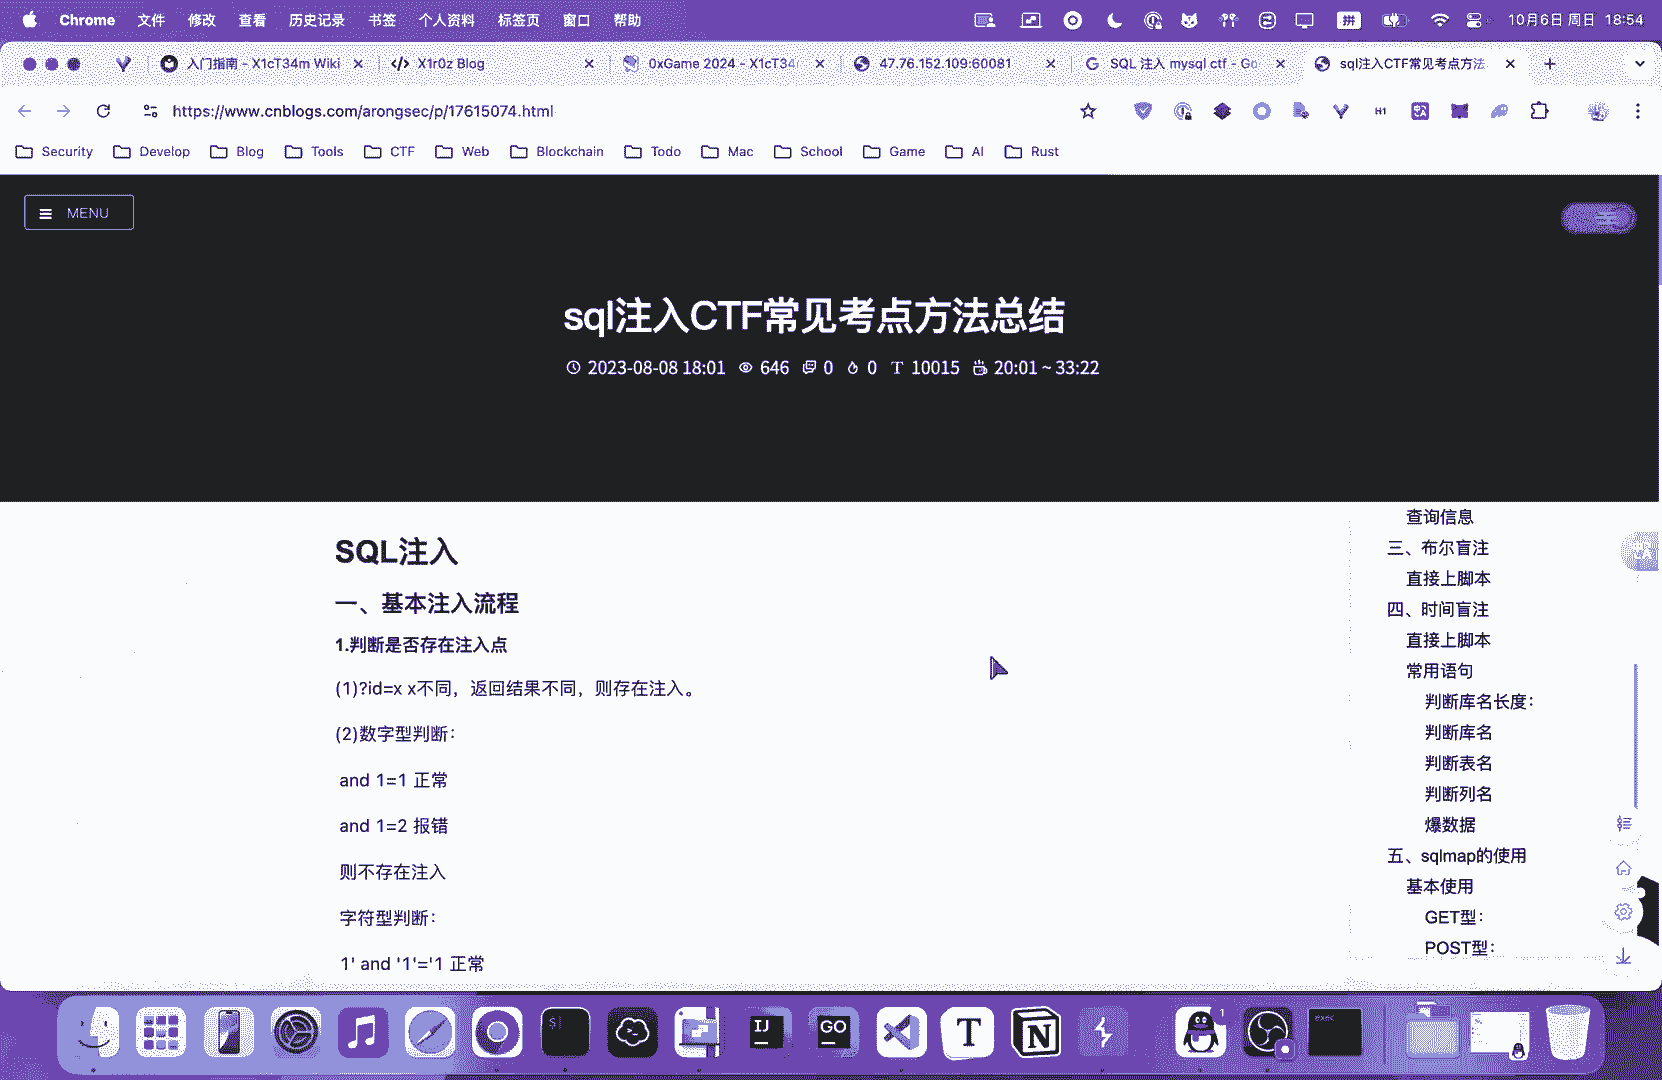 Chrome 文件 修改 查看 历史记录 书签 个人资料 标签页 窗口 帮助 拼 10月6日 周日 18:54
入门指南 - X1cT34m Wiki
X1r0z Blog
0xGame 2024 - X1cT34
47.76.152.109:60081
SQL 注入 mysql ctf - Go
sql注入CTF常见考点方法
https://www.cnblogs.com/arongsec/p/17615074.html
Security Develop Blog Tools CTF Web Blockchain Todo Mac School Game AI Rust
MENU
sql注入CTF常见考点方法总结
2023-08-08 18:01 646 0 0 T 10015 20:01 ~ 33:22
SQL注入
一、基本注入流程
1.判断是否存在注入点
(1)?id=x x不同，返回结果不同，则存在注入。
(2)数字型判断：
and 1=1 正常
and 1=2 报错
则不存在注入
字符型判断：
1' and '1'='1 正常
查询信息
三、布尔盲注
直接上脚本
四、时间盲注
直接上脚本
常用语句
判断库名长度：
判断库名
判断表名
判断列名
爆数据
五、sqlmap的使用
基本使用
GET型：
POST型：
$|
IJ
GO
T
N
1
exec